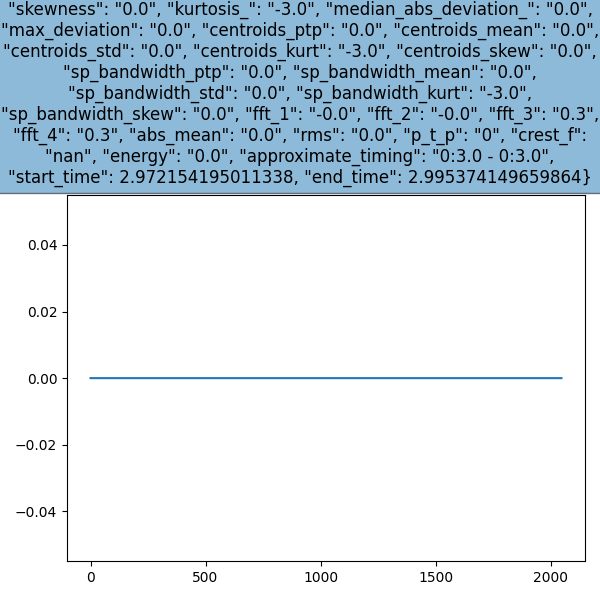 "skewness": "0.0", "kurtosis_": "-3.0", "median_abs_deviation_": "0.0",
"max_deviation": "0.0", "centroids_ptp": "0.0", "centroids_mean": "0.0",
"centroids_std": "0.0", "centroids_kurt": "-3.0", "centroids_skew": "0.0",
"sp_bandwidth_ptp": "0.0", "sp_bandwidth_mean": "0.0",
"sp_bandwidth_std": "0.0", "sp_bandwidth_kurt": "-3.0",
"sp_bandwidth_skew": "0.0", "fft_1": "-0.0", "fft_2": "-0.0", "fft_3": "0.3",
"fft_4": "0.3", "abs_mean": "0.0", "rms": "0.0", "p_t_p": "0", "crest_f":
"nan", "energy": "0.0", "approximate_timing": "0:3.0 - 0:3.0",
"start_time": 2.972154195011338, "end_time": 2.995374149659864}
0.04
0.02
0.00
−0.02
−0.04
0 500 1000 1500 2000